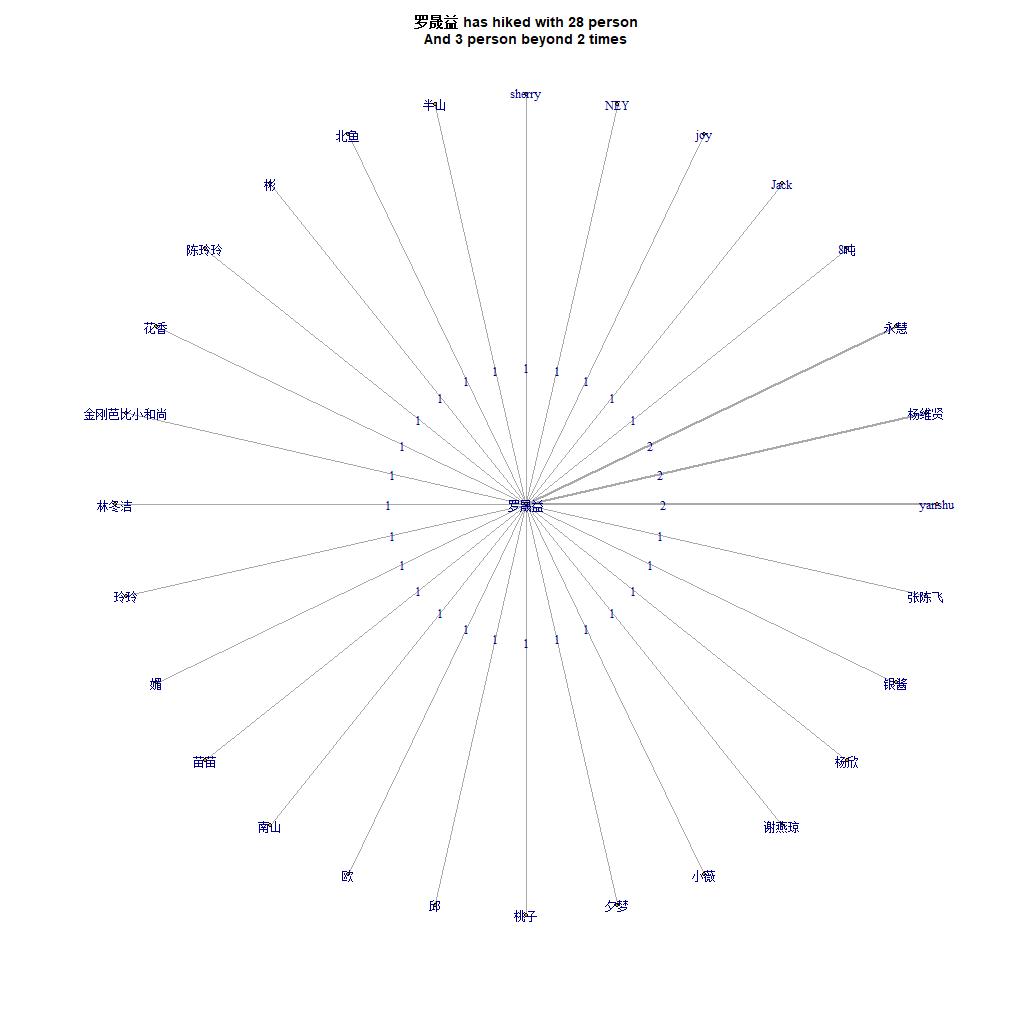 罗晟益 has hiked with 28 person
And 3 person beyond 2 times
sherry
半山
NEY
北鱼
joy
彬
Jack
陈玲玲
8吨
花香
永慧
1
1
1
1
1
1
1
1
金刚芭比小和尚
杨维贤
1
1
1
2
1
2
林冬洁
1
罗晟益
2
yanshu
1
1
1
1
玲玲
张陈飞
1
1
1
1
1
1
1
1
1
媚
银酱
苗苗
杨欣
南山
谢燕琼
欧
小薇
邱
夕梦
桃子